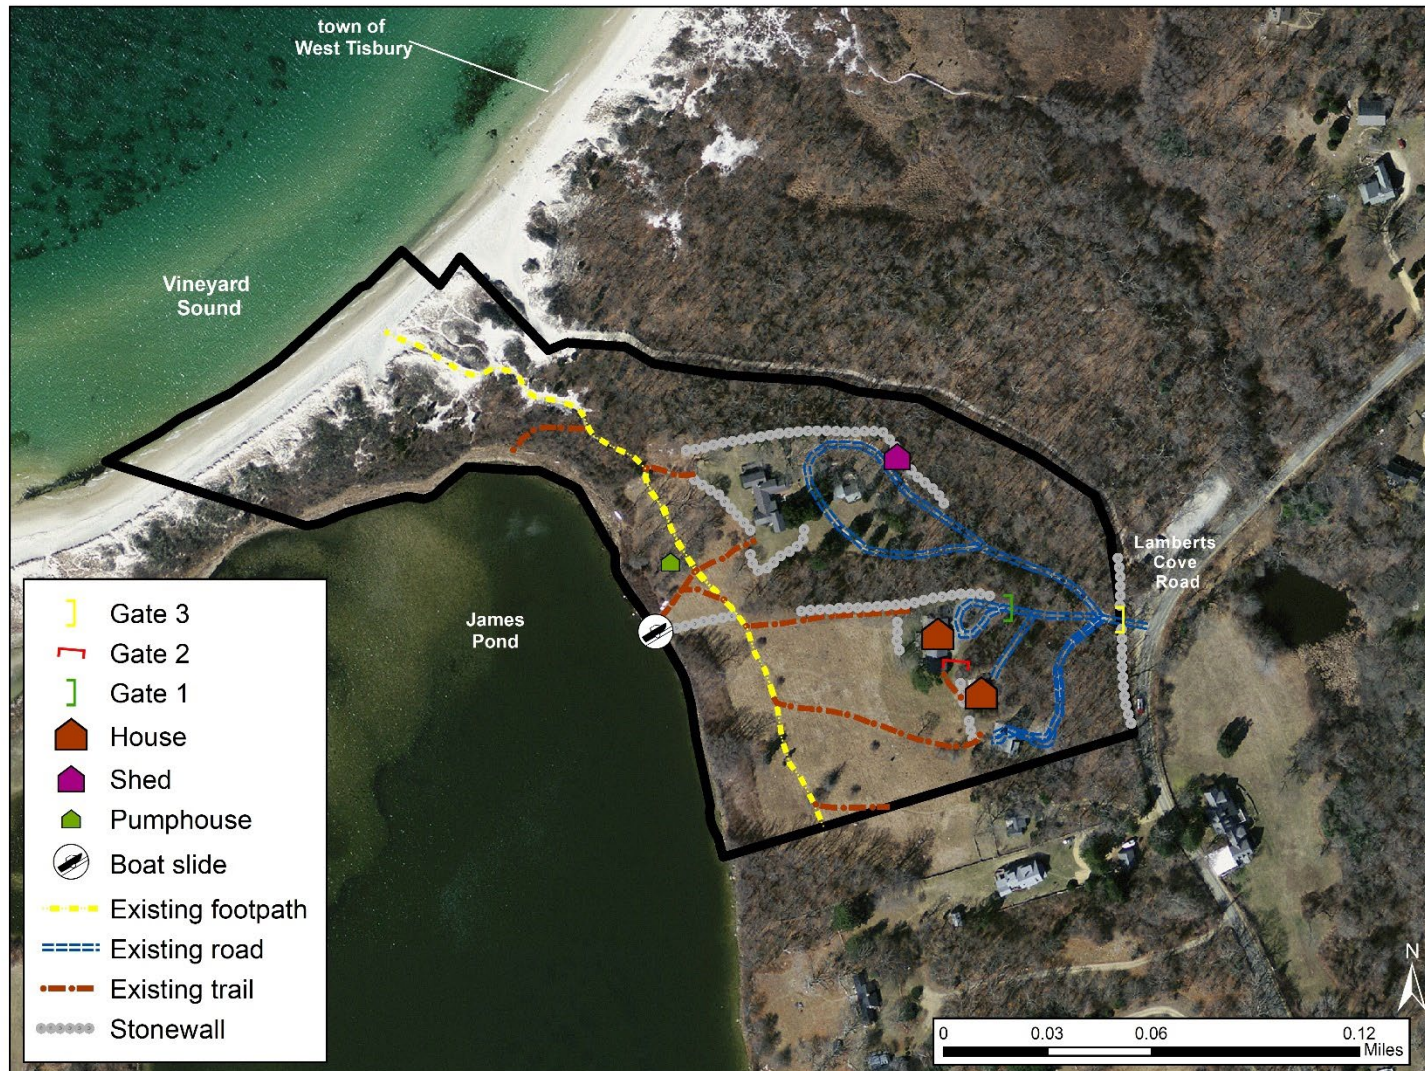 town of
West Tisbury
Vineyard
Sound
Lamberts
Cove
Road
James
Pond
Gate 3
Gate 2
Gate 1
House
Shed
Pumphouse
Boat slide
Existing footpath
Existing road
Existing trail
Stonewall
N
0 0.03 0.06 0.12
Miles